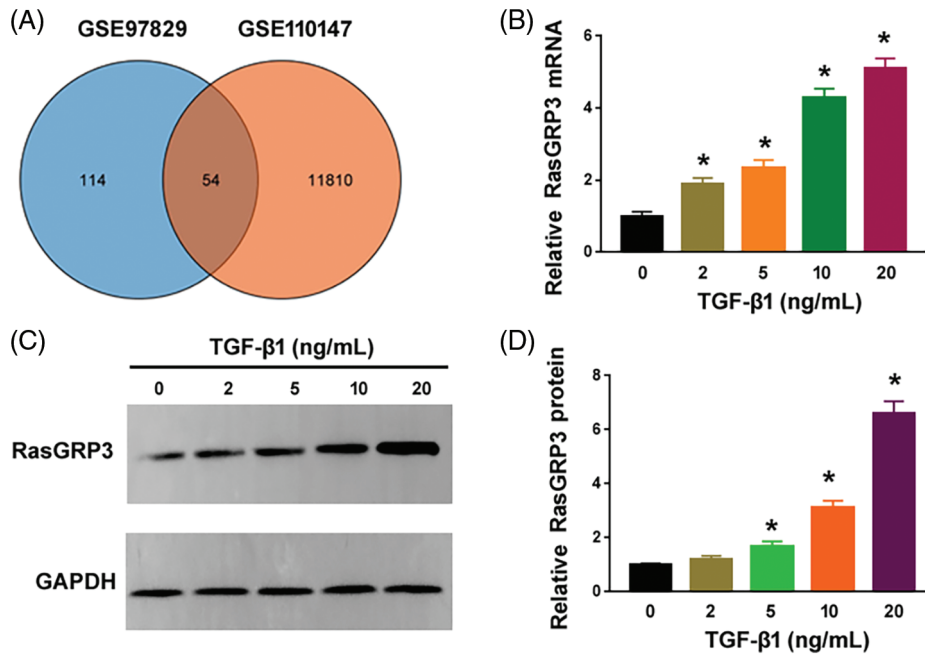 (A)
GSE97829 GSE110147
114 54 11810
(B)
Relative RasGRP3 mRNA
6
4
2
0
* * * *
0 2 5 10 20
TGF-β1 (ng/mL)
(C)
TGF-β1 (ng/mL)
0 2 5 10 20
RasGRP3
GAPDH
(D)
Relative RasGRP3 protein
8
6
4
2
0
* * *
0 2 5 10 20
TGF-β1 (ng/mL)